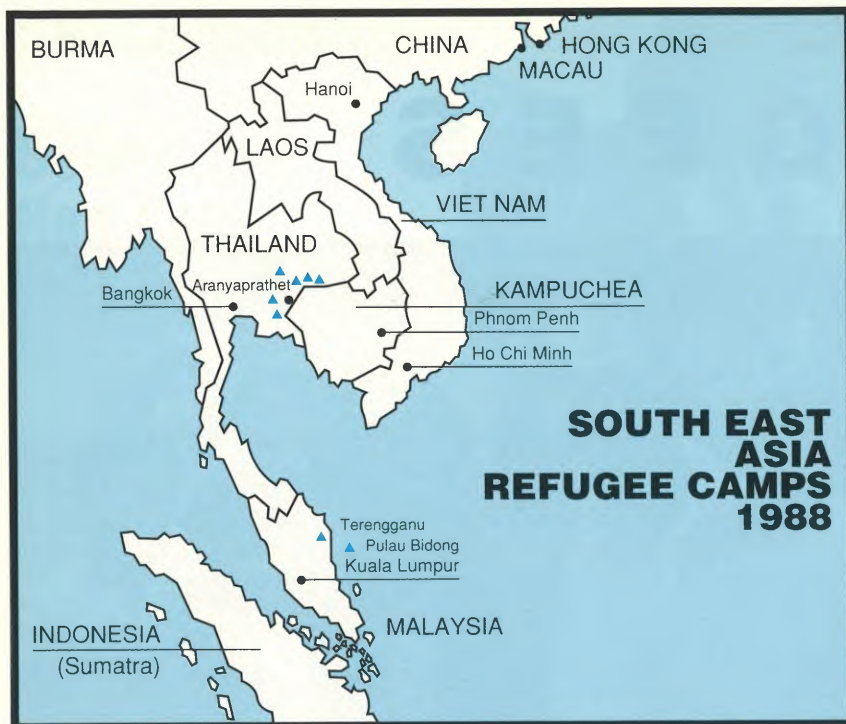 BURMA
CHINA
HONG KONG
MACAU
Hanoi
LAOS
VIET NAM
THAILAND
Bangkok
Aranyaprathet
KAMPUCHEA
Phnom Penh
Ho Chi Minh
SOUTH EAST
ASIA
REFUGEE CAMPS
1988
Terengganu
Pulau Bidong
Kuala Lumpur
INDONESIA
(Sumatra)
MALAYSIA